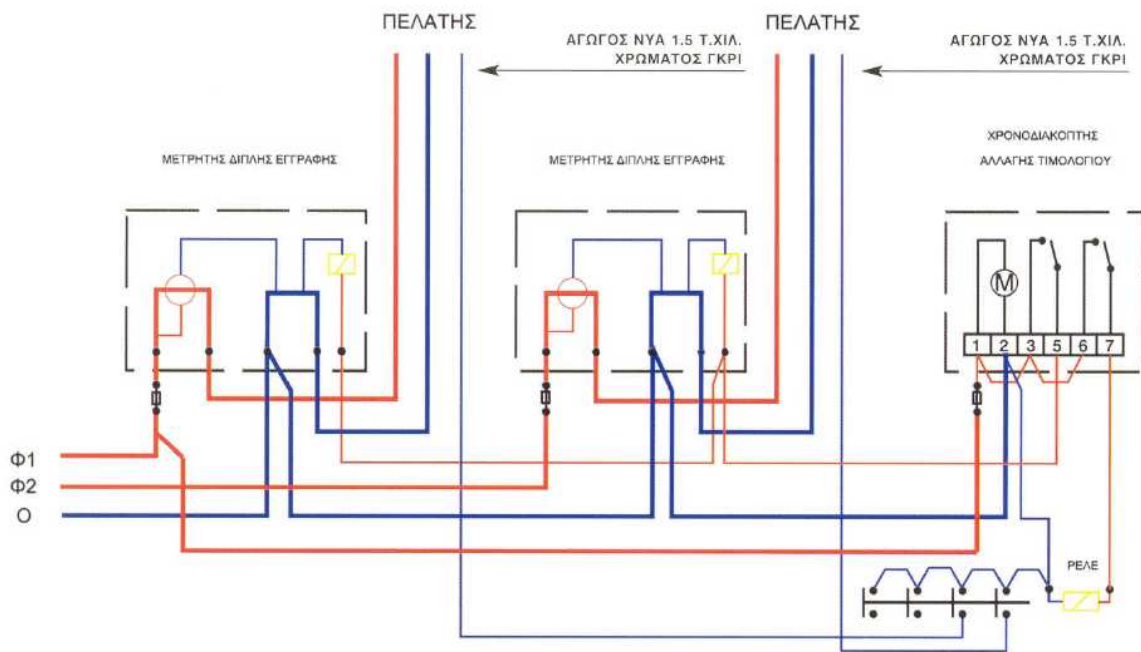 ΠΕΛΑΤΗΣ
ΠΕΛΑΤΗΣ
ΑΓΩΓΟΣ ΝΥΑ 1.5 Τ.ΧΙΛ.
ΧΡΩΜΑΤΟΣ ΓΚΡΙ
ΑΓΩΓΟΣ ΝΥΑ 1.5 Τ.ΧΙΛ.
ΧΡΩΜΑΤΟΣ ΓΚΡΙ
ΜΕΤΡΗΤΗΣ ΔΙΠΛΗΣ ΕΓΓΡΑΦΗΣ
ΜΕΤΡΗΤΗΣ ΔΙΠΛΗΣ ΕΓΓΡΑΦΗΣ
ΧΡΟΝΟΔΙΑΚΟΠΤΗΣ
ΑΛΛΑΓΗΣ ΤΙΜΟΛΟΓΙΟΥ
M
1 2 3 5 6 7
Φ1
Φ2
Ο
ΡΕΛΕ